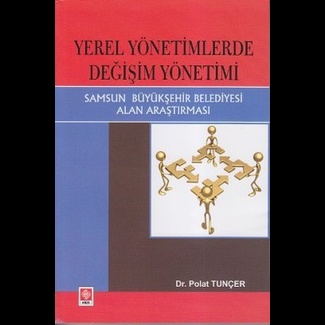 YEREL YÖNETİMLERDE
DEĞİŞİM YÖNETİMİ
SAMSUN BÜYÜKŞEHİR BELEDİYESİ
ALAN ARAŞTIRMASI
Dr. Polat TUNÇER